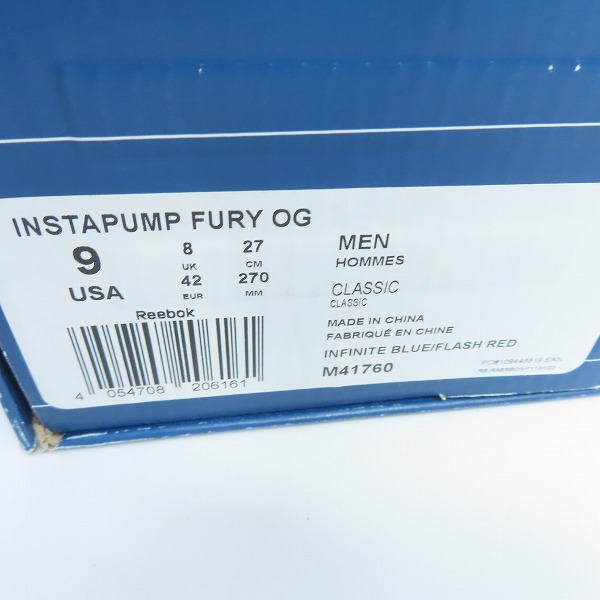 INSTAPUMP FURY OG
9 8 27
USA UK CM
42 270
EUR MM
MEN
HOMMES
CLASSIC
CLASSIC
Reebok
MADE IN CHINA
FABRIQUÉ EN CHINE
INFINITE BLUE/FLASH RED
M41760
4 054708 206161